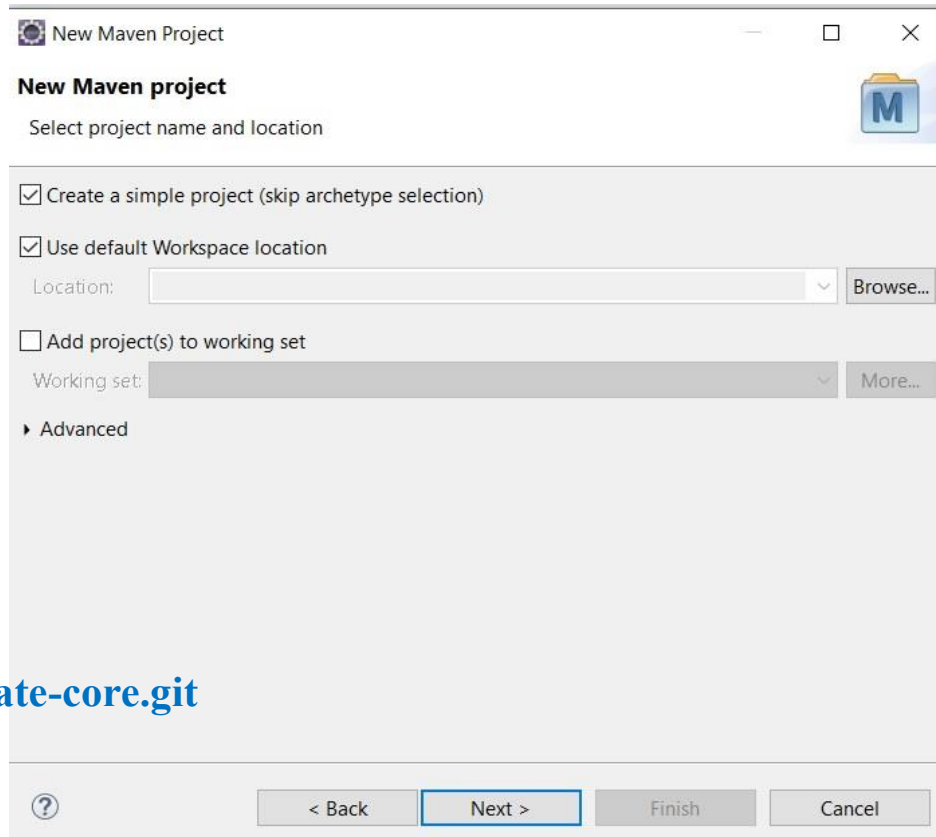 New Maven Project
New Maven project
Select project name and location
Create a simple project (skip archetype selection)
Use default Workspace location
Location: Browse...
Add project(s) to working set
Working set: More...
Advanced
ate-core.git
< Back Next > Finish Cancel